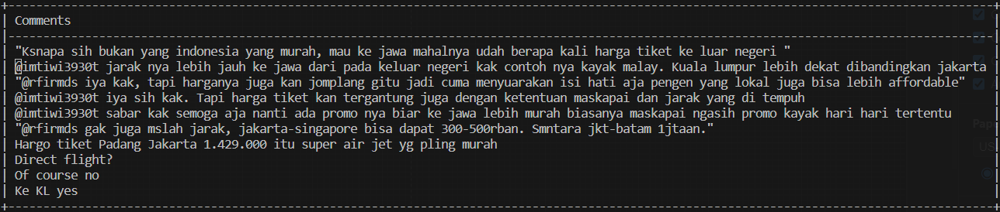 Comments
"Ksnapa sih bukan yang indonesia yang murah, mau ke jawa mahalnya udah berapa kali harga tiket ke luar negeri "
@imtiwi3930t jarak nya lebih jauh ke jawa dari pada keluar negeri kak contoh nya kayak malay. Kuala lumpur lebih dekat dibandingkan jakarta
"@rfirmds iya kak, tapi harganya juga kan jomplang gitu jadi cuma menyuarakan isi hati aja pengen yang lokal juga bisa lebih affordable"
@imtiwi3930t iya sih kak. Tapi harga tiket kan tergantung juga dengan ketentuan maskapai dan jarak yang di tempuh
@imtiwi3930t sabar kak semoga aja nanti ada promo nya biar ke jawa lebih murah biasanya maskapai ngasih promo kayak hari hari tertentu
"@rfirmds gak juga mslah jarak, jakarta-singapore bisa dapat 300-500rban. Smntara jkt-batam 1jtaan."
Hargo tiket Padang Jakarta 1.429.000 itu super air jet yg pling murah
Direct flight?
Of course no
Ke KL yes